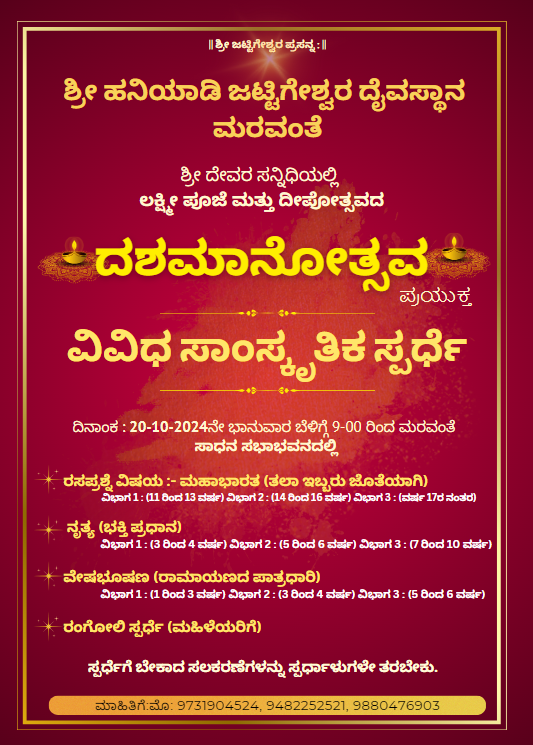 ॥ ಶ್ರೀ ಜಟ್ಟಿಗೇಶ್ವರ ಪ್ರಸನ್ನ : ॥
ಶ್ರೀ ಹನಿಯಾಡಿ ಜಟ್ಟಿಗೇಶ್ವರ ದೈವಸ್ಥಾನ
ಮರವಂತೆ
ಶ್ರೀ ದೇವರ ಸನ್ನಿಧಿಯಲ್ಲಿ
ಲಕ್ಷ್ಮೀ ಪೂಜೆ ಮತ್ತು ದೀಪೋತ್ಸವದ
ದಶಮಾನೋತ್ಸವ
ಪ್ರಯುಕ್ತ
ವಿವಿಧ ಸಾಂಸ್ಕೃತಿಕ ಸ್ಪರ್ಧೆ
ದಿನಾಂಕ : 20-10-2024ನೇ ಭಾನುವಾರ ಬೆಳಿಗ್ಗೆ 9-00 ರಿಂದ ಮರವಂತೆ
ಸಾಧನ ಸಭಾಭವನದಲ್ಲಿ
ರಸಪ್ರಶ್ನೆ ವಿಷಯ :- ಮಹಾಭಾರತ (ತಲಾ ಇಬ್ಬರು ಜೊತೆಯಾಗಿ)
ವಿಭಾಗ 1 : (11 ರಿಂದ 13 ವರ್ಷ) ವಿಭಾಗ 2 : (14 ರಿಂದ 16 ವರ್ಷ) ವಿಭಾಗ 3 : (ವರ್ಷ 17ರ ನಂತರ)
ನೃತ್ಯ (ಭಕ್ತಿ ಪ್ರಧಾನ)
ವಿಭಾಗ 1 : (3 ರಿಂದ 4 ವರ್ಷ) ವಿಭಾಗ 2 : (5 ರಿಂದ 6 ವರ್ಷ) ವಿಭಾಗ 3 : (7 ರಿಂದ 10 ವರ್ಷ)
ವೇಷಭೂಷಣ (ರಾಮಾಯಣದ ಪಾತ್ರಧಾರಿ)
ವಿಭಾಗ 1 : (1 ರಿಂದ 3 ವರ್ಷ) ವಿಭಾಗ 2 : (3 ರಿಂದ 4 ವರ್ಷ) ವಿಭಾಗ 3 : (5 ರಿಂದ 6 ವರ್ಷ)
ರಂಗೋಲಿ ಸ್ಪರ್ಧೆ (ಮಹಿಳೆಯರಿಗೆ)
ಸ್ಪರ್ಧೆಗೆ ಬೇಕಾದ ಸಲಕರಣೆಗಳನ್ನು ಸ್ಪರ್ಧಾಳುಗಳೇ ತರಬೇಕು.
ಮಾಹಿತಿಗೆ:ಮೊ: 9731904524, 9482252521, 9880476903